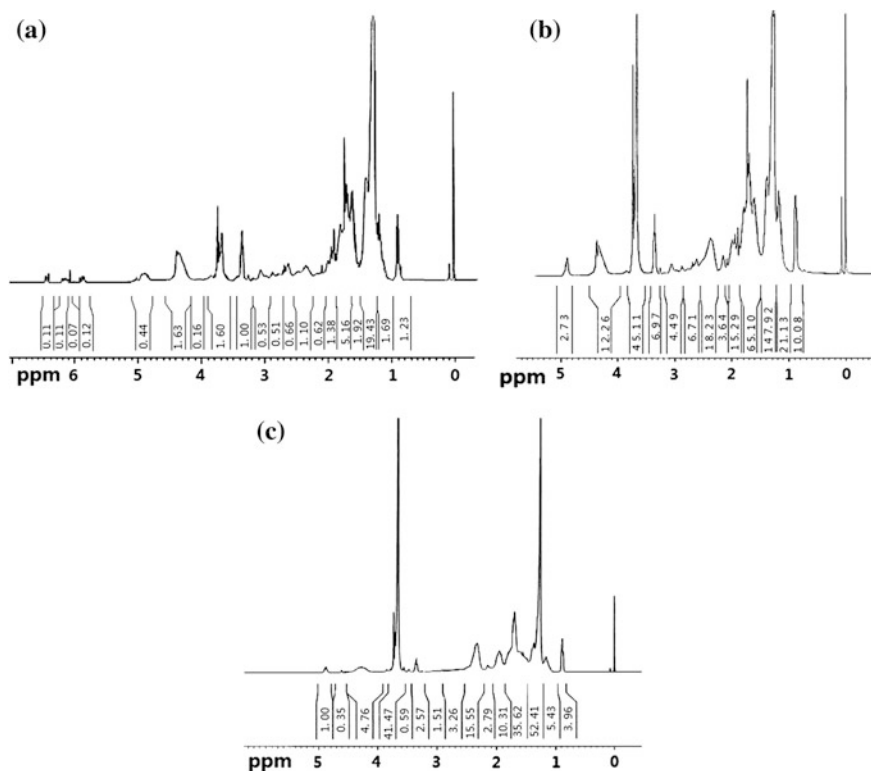 (a)
0.11 0.11 0.07 0.12 0.44 1.63 0.16 1.60 1.00 0.53 0.51 0.66 1.10 0.62 1.38 5.16 1.92 19.43 1.69 1.23
ppm 6 5 4 3 2 1 0
(b)
2.73 12.26 45.11 6.97 4.49 6.71 18.23 3.64 15.29 65.10 147.92 21.13 10.08
ppm 5 4 3 2 1 0
(c)
1.00 0.35 4.76 41.47 0.59 2.57 1.51 3.26 15.55 2.79 10.31 35.62 52.41 5.43 3.96
ppm 5 4 3 2 1 0